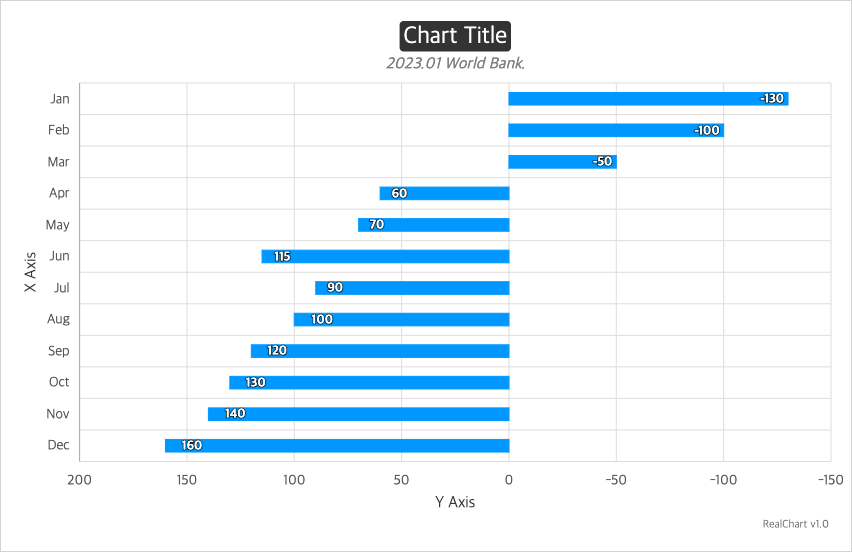 Chart Title
2023.01 World Bank.
Jan -130
Feb -100
Mar -50
Apr 60
May 70
Jun 115
Jul 90
Aug 100
Sep 120
Oct 130
Nov 140
Dec 160
X Axis
200 150 100 50 0 -50 -100 -150
Y Axis
RealChart v1.0